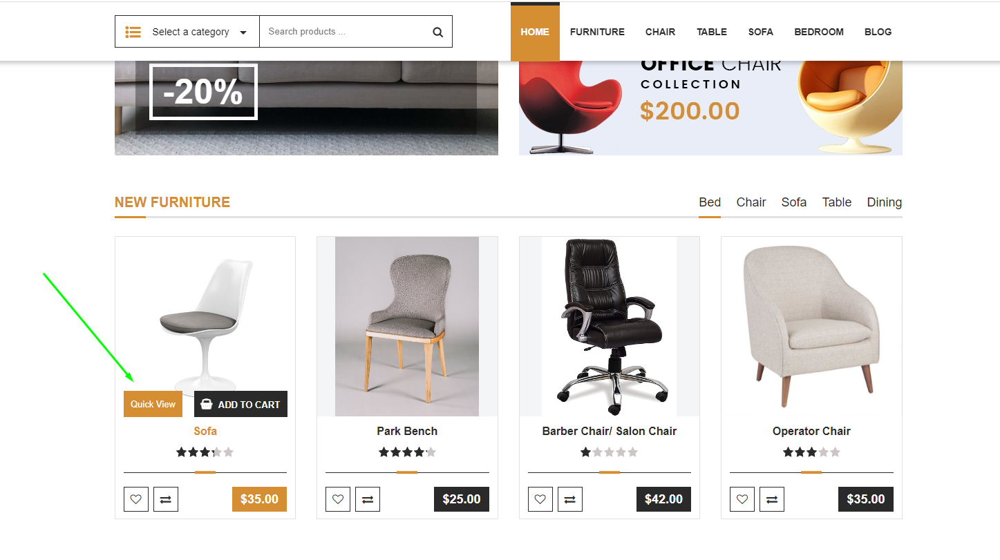 Select a category
Search products ...
HOME FURNITURE CHAIR TABLE SOFA BEDROOM BLOG
-20%
OFFICE CHAIR
COLLECTION
$200.00
NEW FURNITURE
Bed Chair Sofa Table Dining
Quick View
ADD TO CART
Sofa
$35.00
Park Bench
$25.00
Barber Chair/ Salon Chair
$42.00
Operator Chair
$35.00